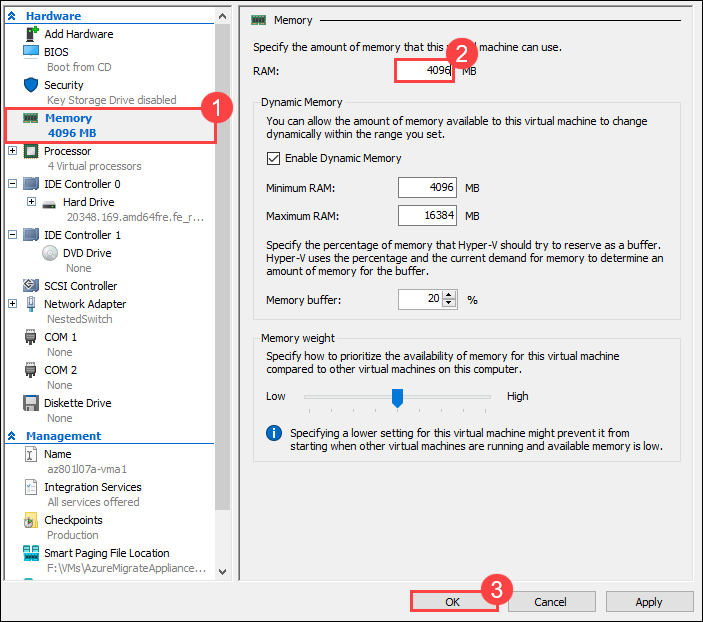 Hardware
Add Hardware
BIOS
Boot from CD
Security
Key Storage Drive disabled
1
Memory
4096 MB
Processor
4 Virtual processors
IDE Controller 0
Hard Drive
20348.169.amd64fre.fe_r...
IDE Controller 1
DVD Drive
None
SCSI Controller
Network Adapter
NestedSwitch
COM 1
None
COM 2
None
Diskette Drive
None
Management
Name
az801l07a-vma1
Integration Services
All services offered
Checkpoints
Production
Smart Paging File Location
F:\VMs\AzureMigrateAppliance...
Memory
Specify the amount of memory that this machine can use.
2
RAM: 4096 MB
Dynamic Memory
You can allow the amount of memory available to this virtual machine to change
dynamically within the range you set.
Enable Dynamic Memory
Minimum RAM: 4096 MB
Maximum RAM: 16384 MB
Specify the percentage of memory that Hyper-V should try to reserve as a buffer.
Hyper-V uses the percentage and the current demand for memory to determine an
amount of memory for the buffer.
Memory buffer: 20 %
Memory weight
Specify how to prioritize the availability of memory for this virtual machine
compared to other virtual machines on this computer.
Low High
Specifying a lower setting for this virtual machine might prevent it from
starting when other virtual machines are running and available memory is low.
3
OK Cancel Apply